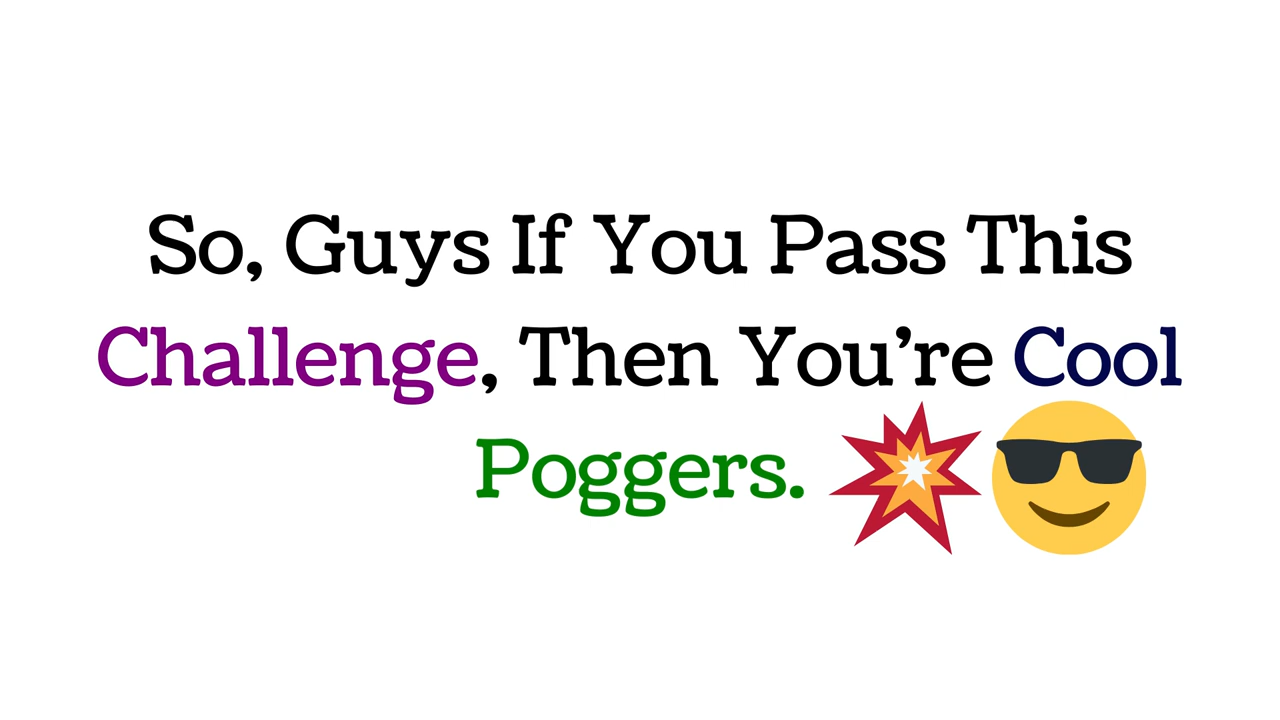 So, Guys If You Pass This
Challenge, Then You’re Cool
Poggers. 💥😎